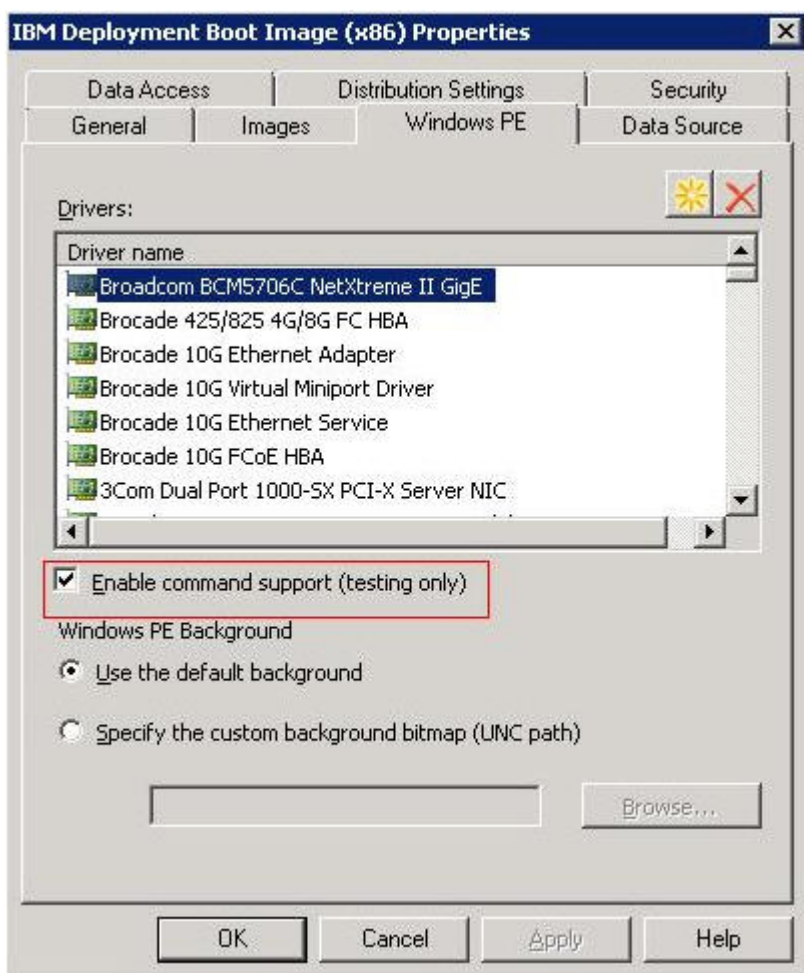 IBM Deployment Boot Image (x86) Properties
Data Access Distribution Settings Security
General Images Windows PE Data Source
Drivers:
Driver name
Broadcom BCM5706C NetXtreme II GigE
Brocade 425/825 4G/8G FC HBA
Brocade 10G Ethernet Adapter
Brocade 10G Virtual Miniport Driver
Brocade 10G Ethernet Service
Brocade 10G FCoE HBA
3Com Dual Port 1000-SX PCI-X Server NIC
Enable command support (testing only)
Windows PE Background
Use the default background
Specify the custom background bitmap (UNC path)
Browse...
OK Cancel Apply Help